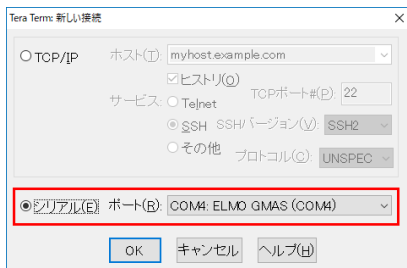 Tera Term: 新しい接続
TCP/IP
ホスト(T): myhost.example.com
ヒストリ(O)
サービス: Telnet
TCPポート#(P): 22
SSH SSHバージョン(V): SSH2
その他
プロトコル(C): UNSPEC
シリアル(E) ポート(R): COM4: ELMO GMAS (COM4)
OK キャンセル ヘルプ(H)